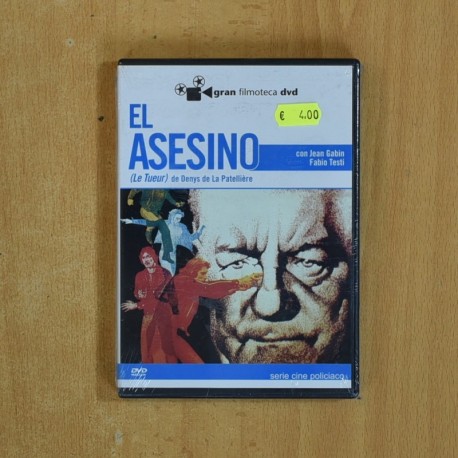 gran filmoteca dvd
€ 4.00
EL
ASESINO
con Jean Gabin
Fabio Testi
(Le Tueur) de Denys de La Patellière
DVD
serie cine policiaco